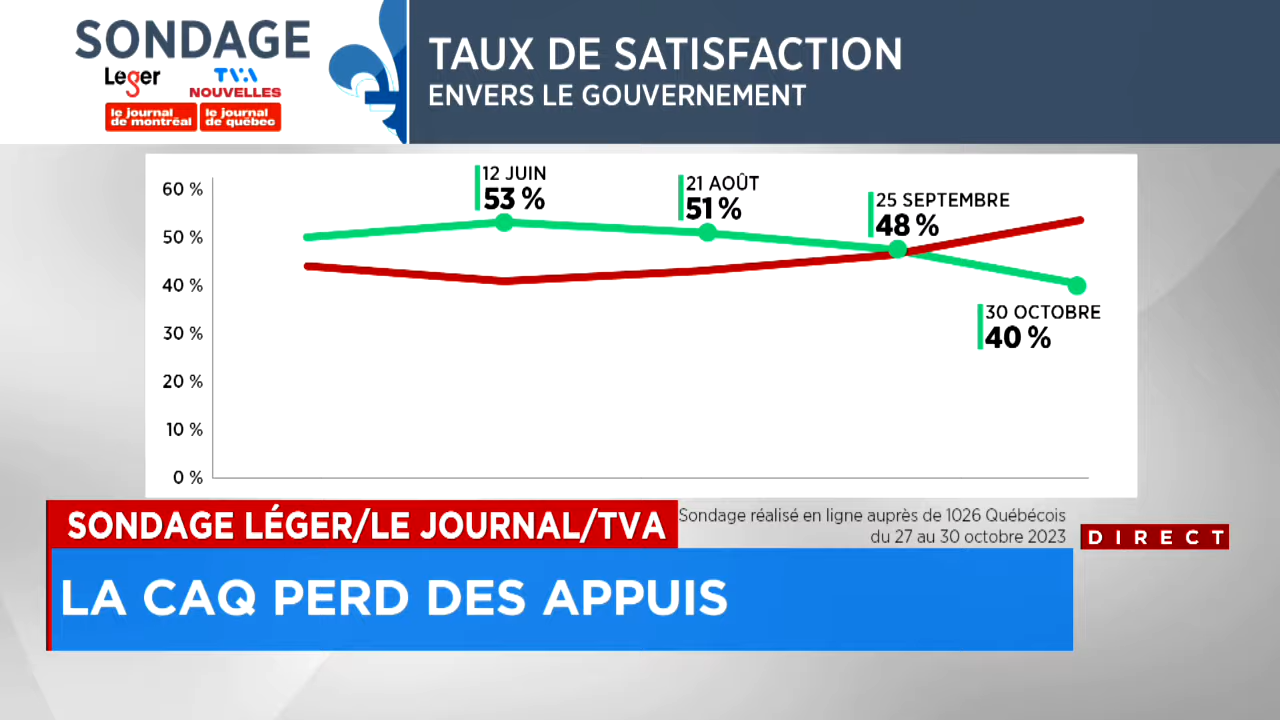 SONDAGE
Leger
TVA
NOUVELLES
le journal
de montréal
le journal
de québec
TAUX DE SATISFACTION
ENVERS LE GOUVERNEMENT
60 %
50 %
40 %
30 %
20 %
10 %
0 %
12 JUIN
53 %
21 AOÛT
51 %
25 SEPTEMBRE
48 %
30 OCTOBRE
40 %
SONDAGE LÉGER/LE JOURNAL/TVA
Sondage réalisé en ligne auprès de 1026 Québécois
du 27 au 30 octobre 2023
DIRECT
LA CAQ PERD DES APPUIS